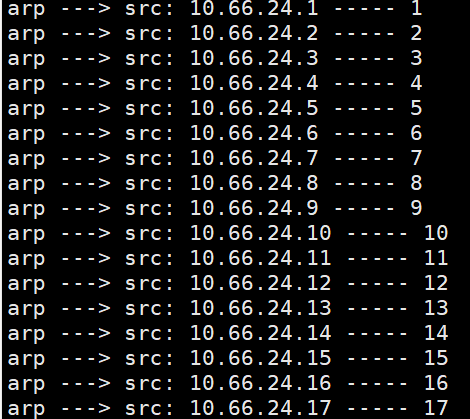 arp ---> src: 10.66.24.1 ----- 1
arp ---> src: 10.66.24.2 ----- 2
arp ---> src: 10.66.24.3 ----- 3
arp ---> src: 10.66.24.4 ----- 4
arp ---> src: 10.66.24.5 ----- 5
arp ---> src: 10.66.24.6 ----- 6
arp ---> src: 10.66.24.7 ----- 7
arp ---> src: 10.66.24.8 ----- 8
arp ---> src: 10.66.24.9 ----- 9
arp ---> src: 10.66.24.10 ----- 10
arp ---> src: 10.66.24.11 ----- 11
arp ---> src: 10.66.24.12 ----- 12
arp ---> src: 10.66.24.13 ----- 13
arp ---> src: 10.66.24.14 ----- 14
arp ---> src: 10.66.24.15 ----- 15
arp ---> src: 10.66.24.16 ----- 16
arp ---> src: 10.66.24.17 ----- 17